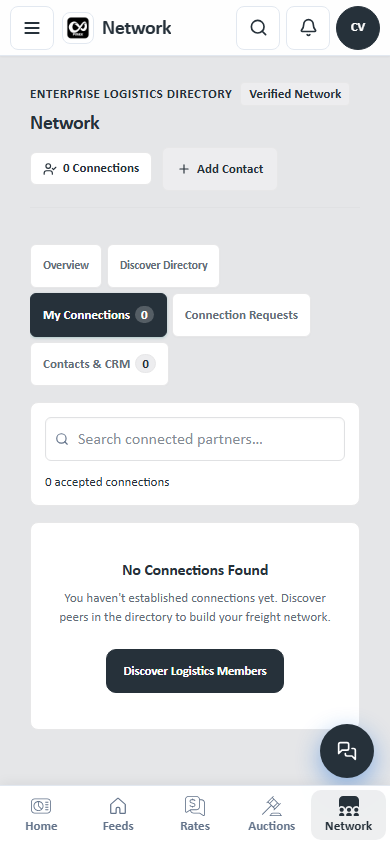 Network
CV
ENTERPRISE LOGISTICS DIRECTORY
Verified Network
Network
0 Connections
Add Contact
Overview
Discover Directory
My Connections 0
Connection Requests
Contacts & CRM 0
Search connected partners...
0 accepted connections
No Connections Found
You haven't established connections yet. Discover
peers in the directory to build your freight network.
Discover Logistics Members
Home
Feeds
Rates
Auctions
Network